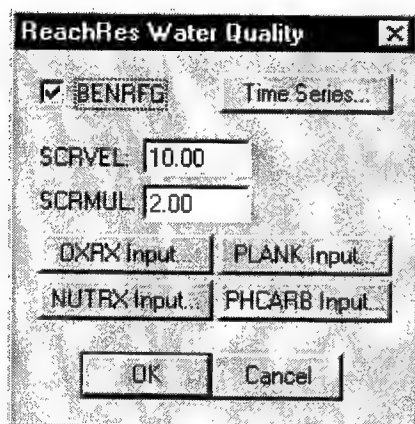 ReachRes Water Quality
BENRFG Time Series...
SCRVEL: 10.00
SCRMUL: 2.00
OXRX Input... PLANK Input...
NUTRX Input... PHCARB Input...
OK Cancel